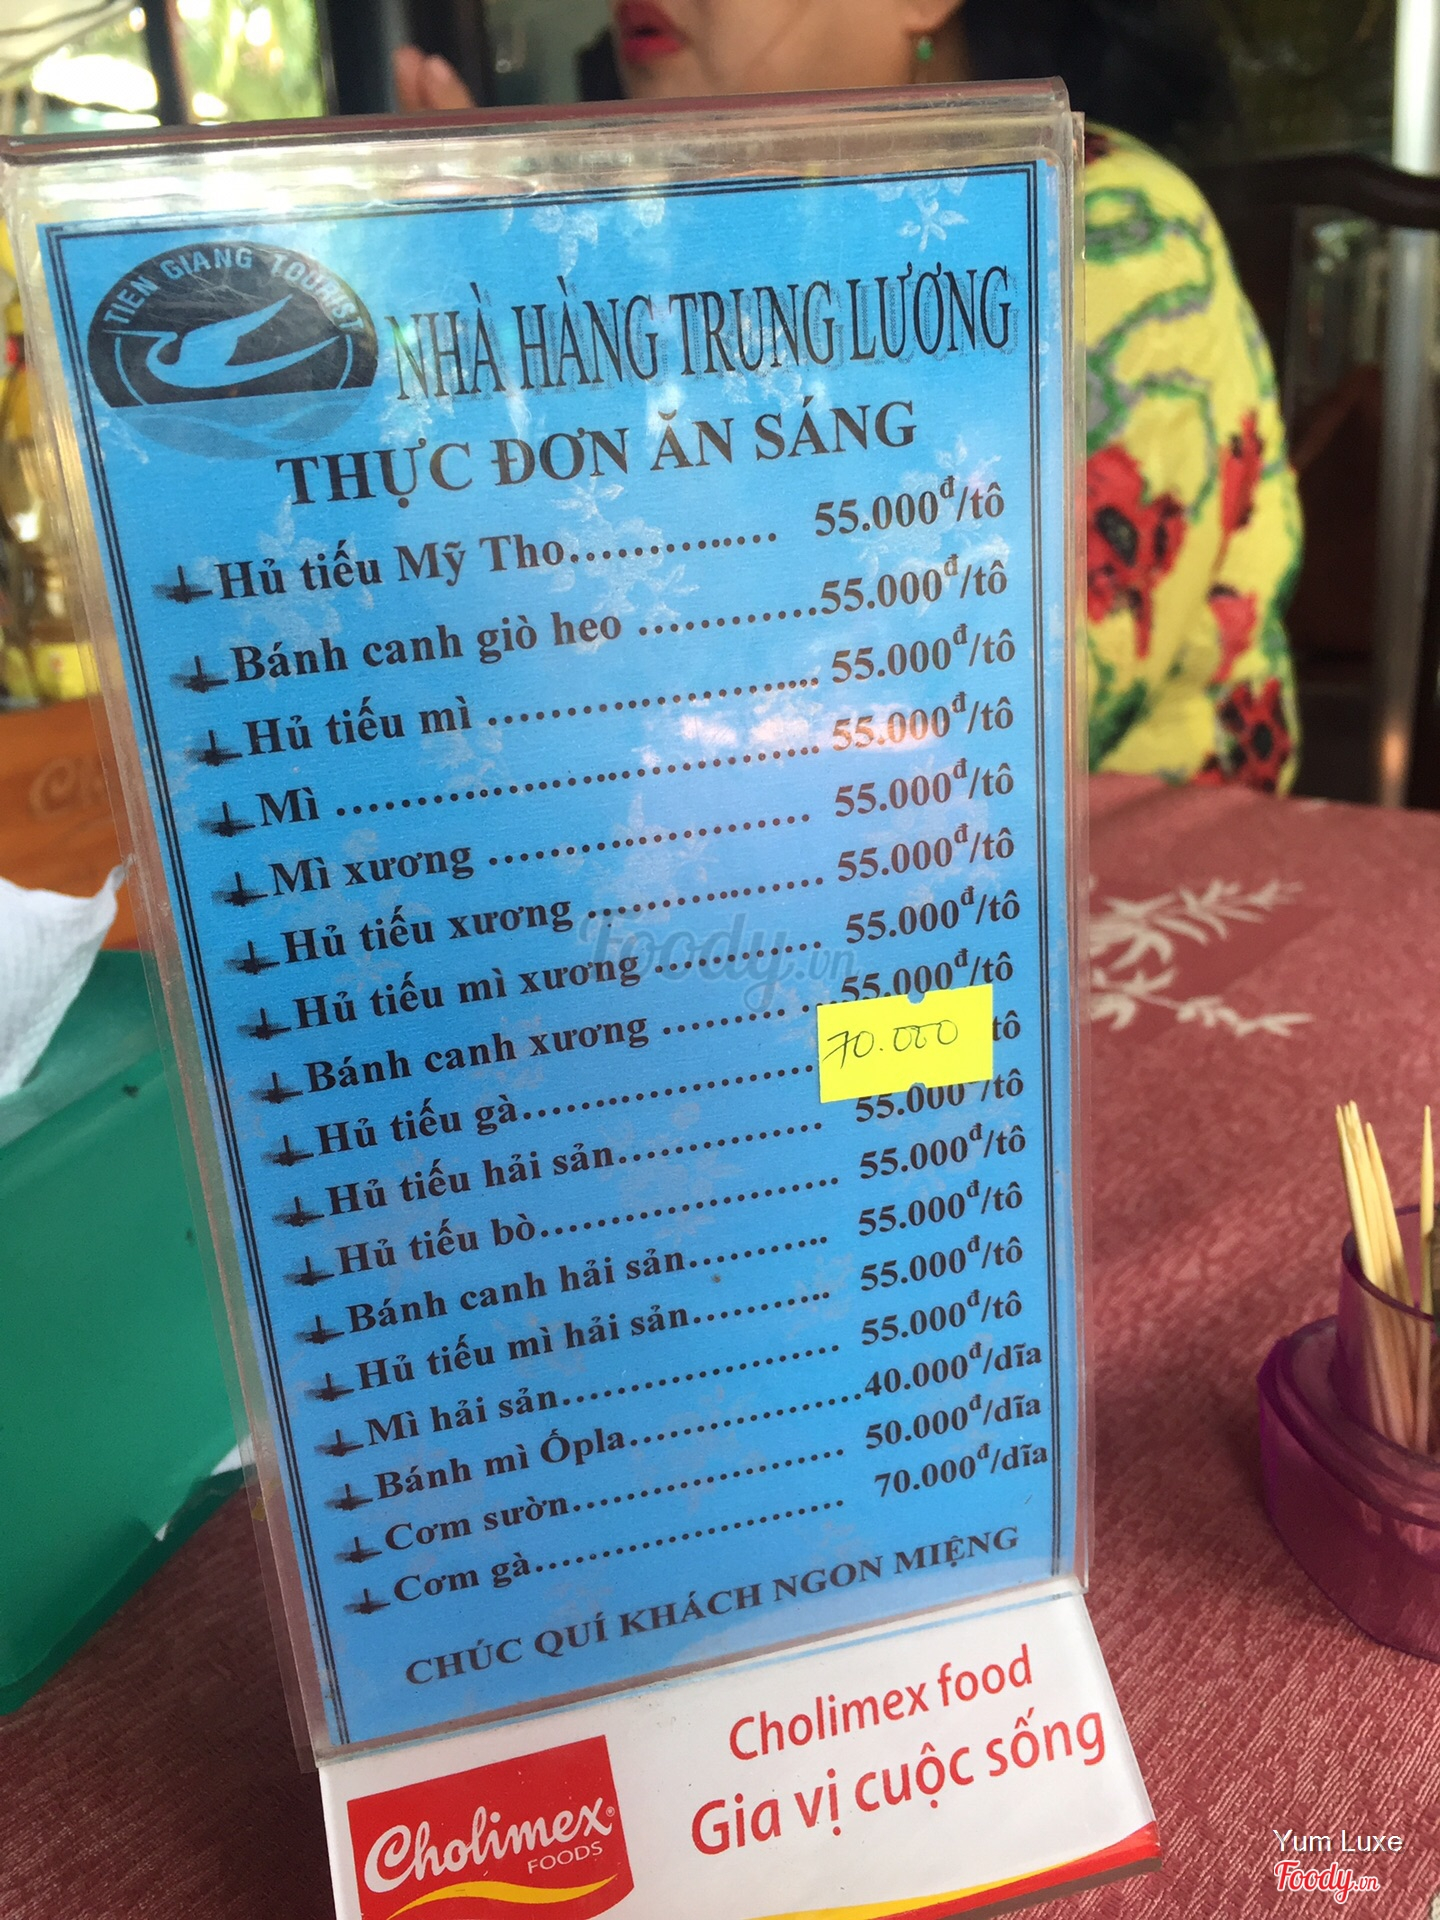 TIEN GIANG TOURIST
NHÀ HÀNG TRUNG LƯƠNG
THỰC ĐƠN ĂN SÁNG
Hủ tiếu Mỹ Tho.............. 55.000đ/tô
Bánh canh giò heo ............55.000đ/tô
Hủ tiếu mì ....................... 55.000đ/tô
Mì ................................. 55.000đ/tô
Mì xương ...................... 55.000đ/tô
Hủ tiếu xương ................ 55.000đ/tô
Hủ tiếu mì xương ........... 55.000đ/tô
Bánh canh xương ............55.000đ/tô
Hủ tiếu gà.................... 70.000 tô
Hủ tiếu hải sản.............. 55.000đ/tô
Hủ tiếu bò..................... 55.000đ/tô
Bánh canh hải sản.......... 55.000đ/tô
Hủ tiếu mì hải sản.......... 55.000đ/tô
Mì hải sản.................... 55.000đ/tô
Bánh mì Ốpla.................40.000đ/dĩa
Cơm sườn..................... 50.000đ/dĩa
Cơm gà....................... 70.000đ/dĩa
CHÚC QUÍ KHÁCH NGON MIỆNG
Foody.vn
Cholimex food
Gia vị cuộc sống
Cholimex®
FOODS
Yum Luxe
Foody.vn